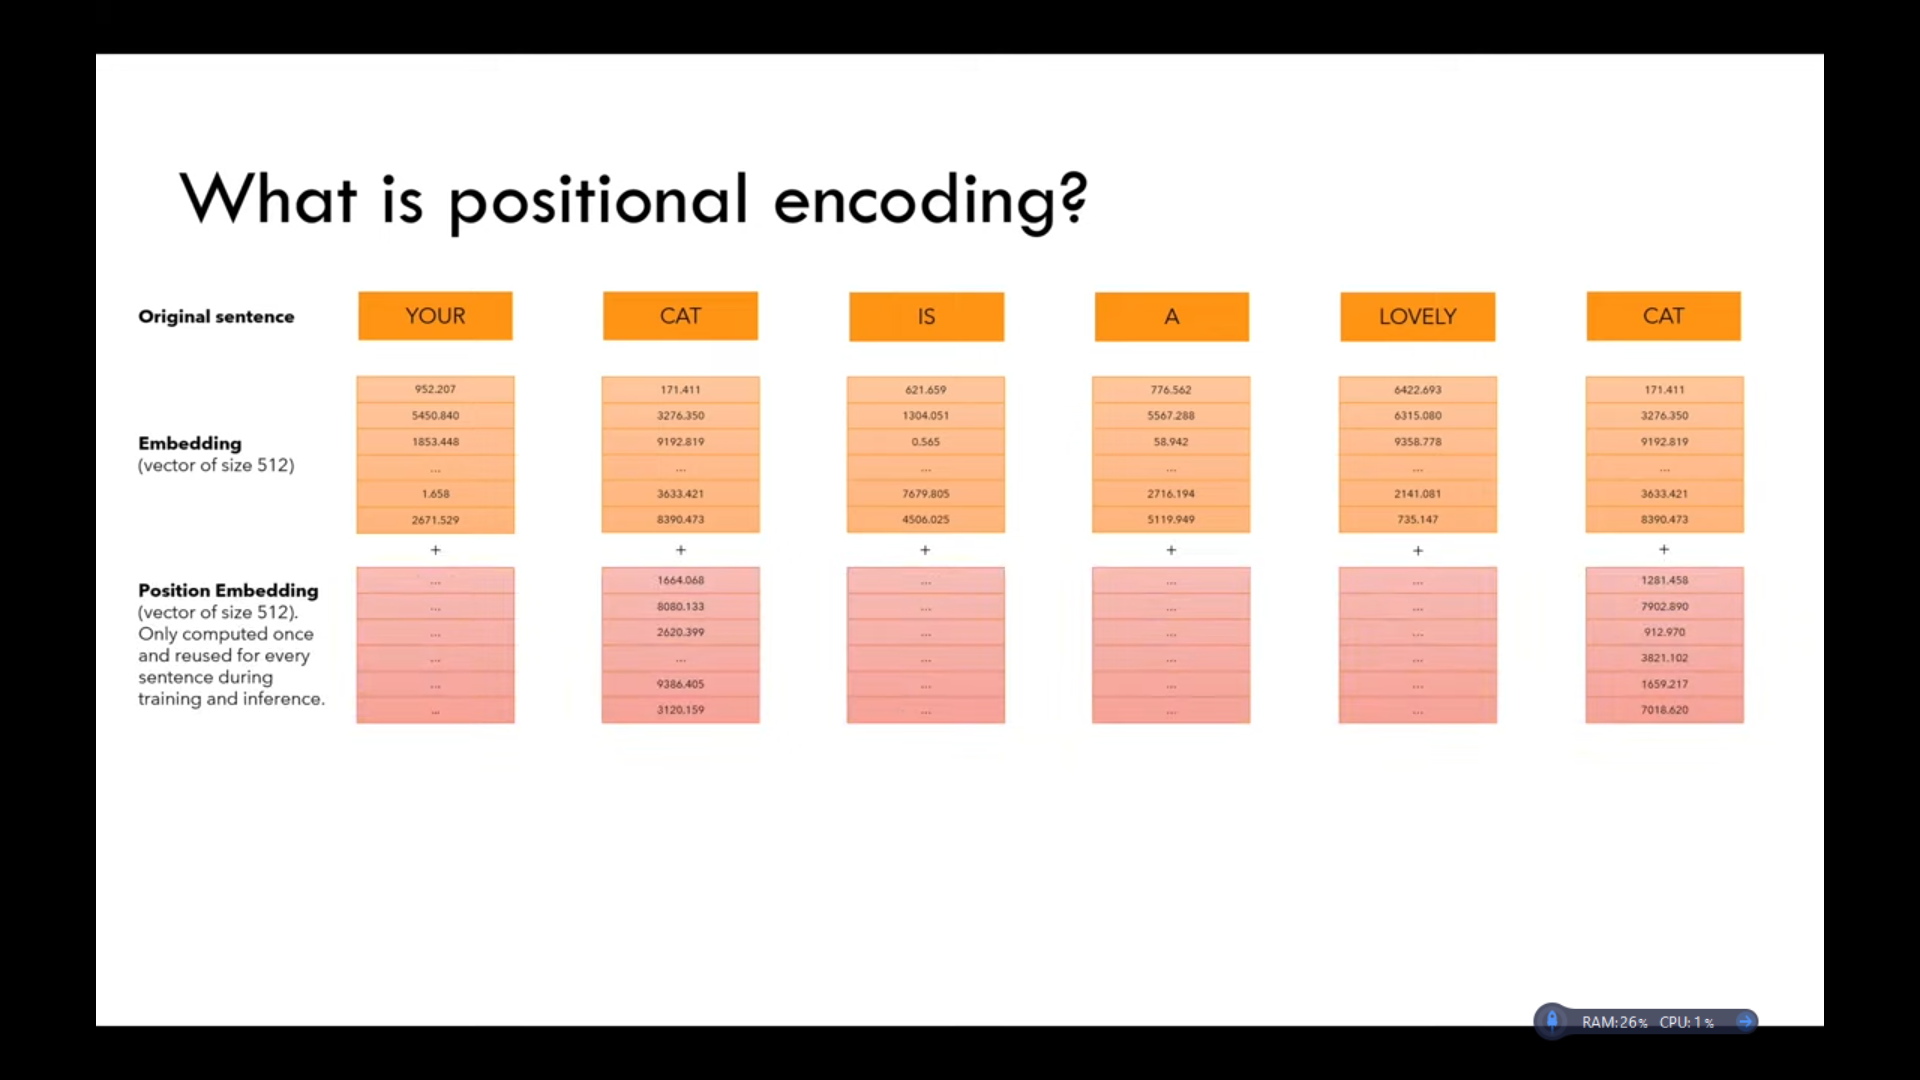 What is positional encoding?
Original sentence YOUR CAT IS A LOVELY CAT
952.207 171.411 621.659 776.562 6422.693 171.411
5450.840 3276.350 1304.051 5567.288 6315.080 3276.350
Embedding
(vector of size 512)
1853.448 9192.819 0.565 58.942 9358.778 9192.819
... ... ... ... ... ...
1.658 3633.421 7679.805 2716.194 2141.081 3633.421
2671.529 8390.473 4506.025 5119.949 735.147 8390.473
+ + + + + +
Position Embedding
(vector of size 512).
Only computed once
and reused for every
sentence during
training and inference.
... 1664.068 ... ... ... 1281.458
... 8080.133 ... ... ... 7902.890
... 2620.399 ... ... ... 912.970
... ... ... ... ... 3821.102
... 9386.405 ... ... ... 1659.217
... 3120.159 ... ... ... 7018.620
RAM:26% CPU: 1%